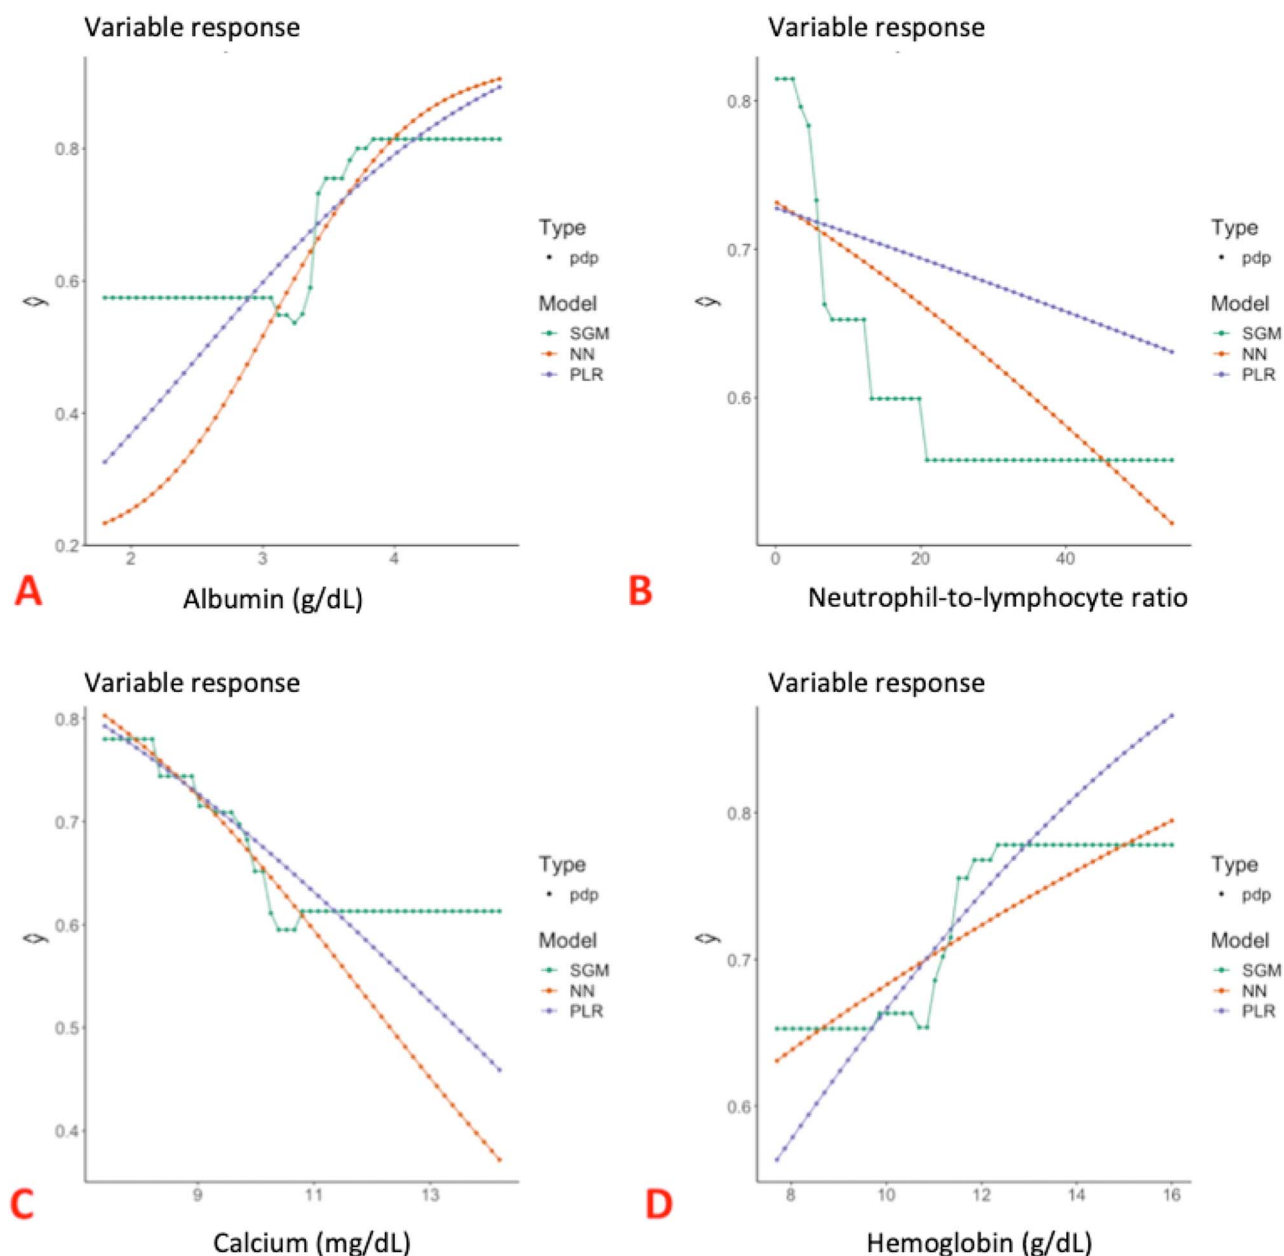 Variable response
0.8
0.6
0.4
0.2
ŷ
2 3 4
Type
pdp
Model
SGM
NN
PLR
A
Albumin (g/dL)
Variable response
0.8
0.7
0.6
ŷ
0 20 40
Type
pdp
Model
SGM
NN
PLR
B
Neutrophil-to-lymphocyte ratio
Variable response
0.8
0.7
0.6
0.5
0.4
ŷ
9 11 13
Type
pdp
Model
SGM
NN
PLR
C
Calcium (mg/dL)
Variable response
0.8
0.7
0.6
ŷ
8 10 12 14 16
Type
pdp
Model
SGM
NN
PLR
D
Hemoglobin (g/dL)